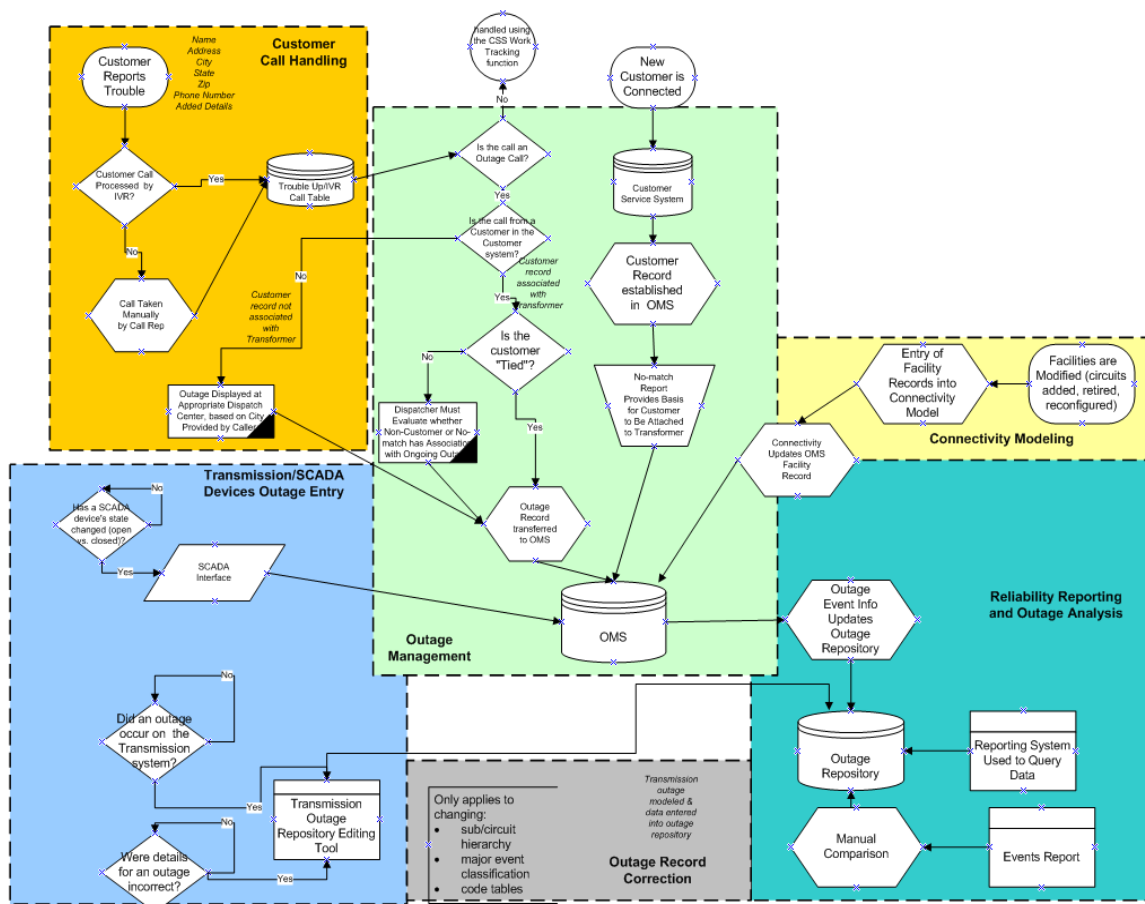 Customer
Call Handling
Name
Address
City
State
Zip
Phone Number
Added Details
Customer
Reports
Trouble
Customer Call
Processed by
IVR?
Yes
No
Trouble Up/IVR
Call Table
Call Taken
Manually
by Call Rep
Customer
record not
associated
with
Transformer
No
Outage Displayed at
Appropriate Dispatch
Center, based on City
Provided by Caller
handled using
the CSS Work
Tracking
function
No
Is the call an
Outage Call?
Yes
Is the call from a
Customer in the
Customer
system?
Customer
record
associated
with
Transformer
Yes
Is the
customer
"Tied"?
No
Yes
Dispatcher Must
Evaluate whether
Non-Customer or No-
match has Association
with Ongoing
Outage
Record
transferred
to OMS
OMS
Outage
Management
New
Customer is
Connected
Customer
Service System
Customer
Record
established
in OMS
No-match
Report
Provides Basis
for Customer
to Be Attached
to Transformer
Entry of
Facility
Records into
Connectivity
Model
Facilities are
Modified (circuits
added, retired,
reconfigured)
Connectivity Modeling
Connectivity
Updates OMS
Facility
Record
Transmission/SCADA
Devices Outage Entry
No
Has a SCADA
device's state
changed (open
vs. closed)?
Yes
SCADA
Interface
No
Did an outage
occur on the
Transmission
system?
Yes
Transmission
Outage
Repository Editing
Tool
No
Were details
for an outage
incorrect?
Yes
Only applies to
changing:
• sub/circuit
hierarchy
• major event
classification
• code tables
Transmission
outage
modeled &
data entered
into outage
repository
Outage Record
Correction
Outage
Event Info
Updates
Outage
Repository
Reliability Reporting
and Outage Analysis
Outage
Repository
Reporting System
Used to Query
Data
Manual
Comparison
Events Report